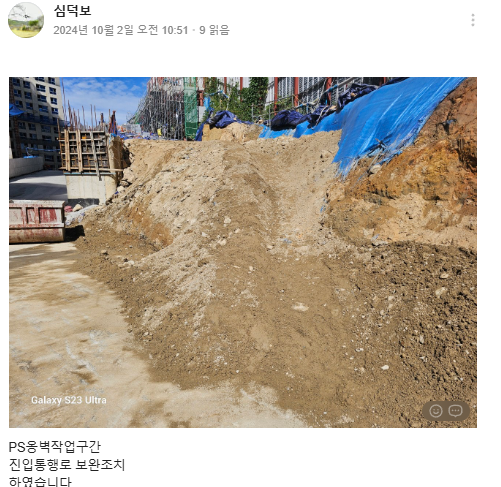 심덕보
2024년 10월 2일 오전 10:51 · 9 읽음
Galaxy S23 Ultra
PS옹벽작업구간
진입통행로 보완조치
하였습니다